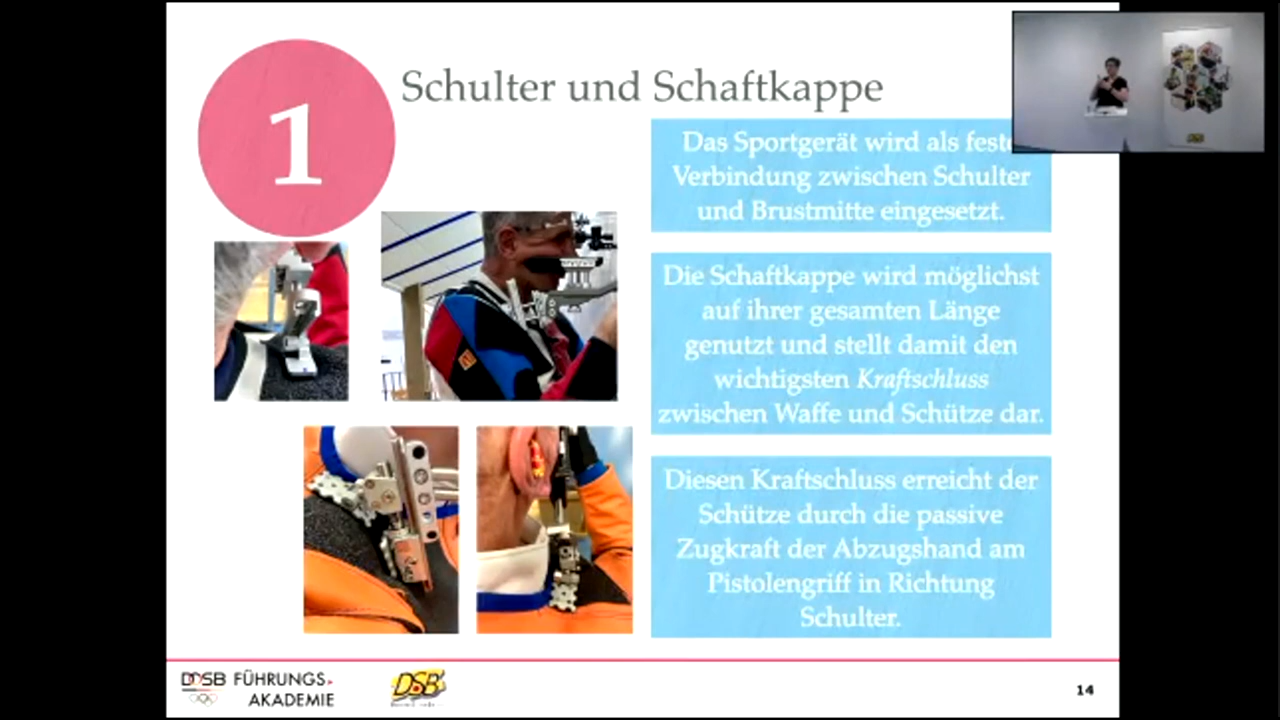 1
Schulter und Schaftkappe
Das Sportgerät wird als feste
Verbindung zwischen Schulter
und Brustmitte eingesetzt.
Die Schaftkappe wird möglichst
auf ihrer gesamten Länge
genutzt und stellt damit den
wichtigsten Kraftschluss
zwischen Waffe und Schütze dar.
Diesen Kraftschluss erreicht der
Schütze durch die passive
Zugkraft der Abzugshand am
Pistolengriff in Richtung
Schulter.
DOSB FÜHRUNGS
AKADEMIE
DSB
14